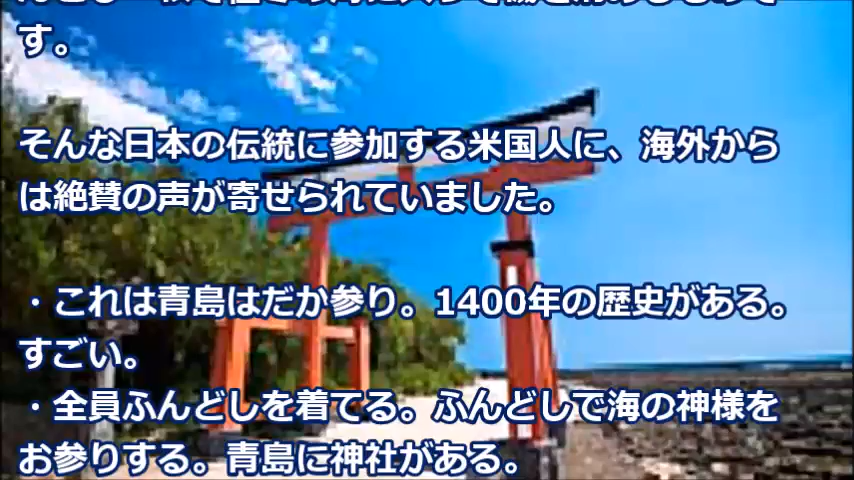 す。
そんな日本の伝統に参加する米国人に、海外から
は絶賛の声が寄せられていました。
・これは青島はだか参り。1400年の歴史がある。
すごい。
・全員ふんどしを着てる。ふんどしで海の神様を
お参りする。青島に神社がある。